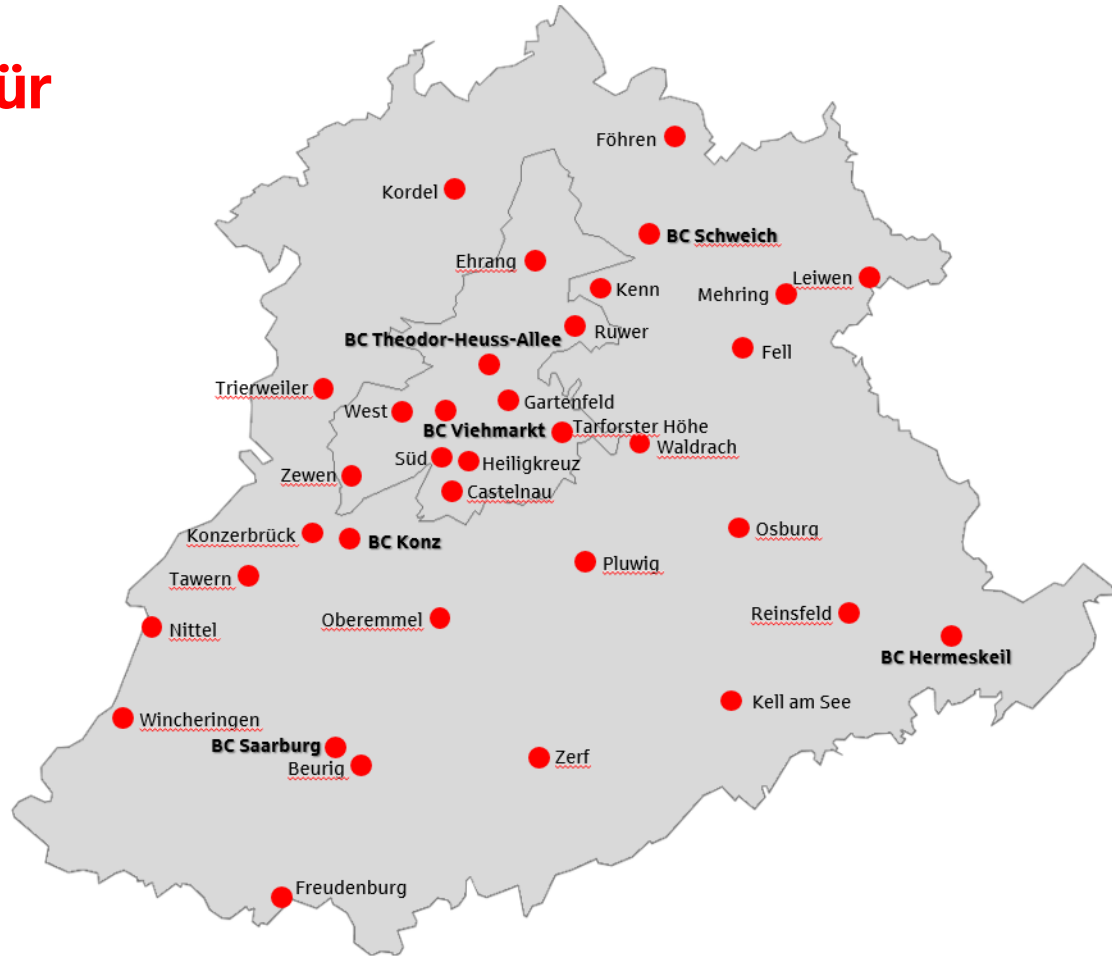 ür
Föhren
Kordel
BC Schweich
Ehrang
Leiwen
Kenn
Mehring
Ruwer
BC Theodor-Heuss-Allee
Fell
Trierweiler
Gartenfeld
West
Tarforster Höhe
BC Viehmarkt
Waldrach
Süd
Heiligkreuz
Zewen
Castelnau
Osburg
Konzerbrück
BC Konz
Pluwig
Tawern
Reinsfeld
Oberemmel
Nittel
BC Hermeskeil
Kell am See
Wincheringen
BC Saarburg
Zerf
Beurig
Freudenburg